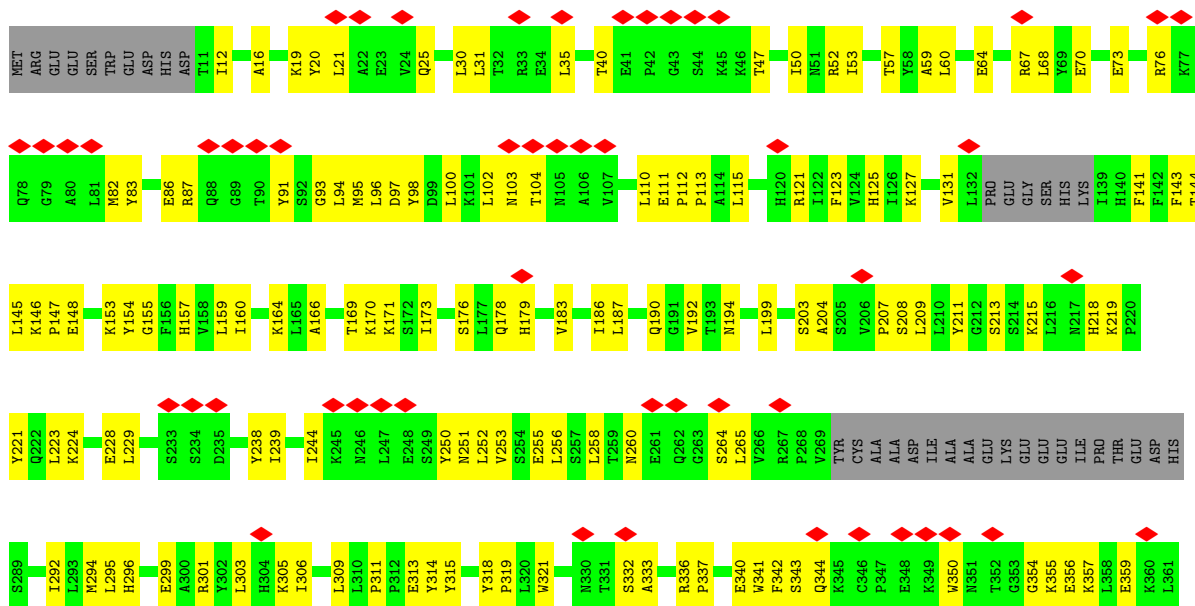 MET ARG GLU GLU SER TRP GLU ASP HIS ASP T11 I12 A16 K19 Y20 L21 A22 E23 V24 Q25 L30 L31 T32 R33 E34 L35 T40 E41 P42 G43 S44 K45 K46 T47 I50 N51 R52 I53 T57 Y58 A59 L60 E64 R67 L68 Y69 E70 E73 R76 K77
Q78 G79 A80 L81 M82 Y83 E86 R87 Q88 G89 T90 Y91 S92 G93 L94 M95 L96 D97 Y98 D99 L100 K101 L102 N103 T104 N105 A106 V107 L110 E111 P112 P113 A114 L115 H120 R121 I122 F123 V124 H125 I126 K127 V131 L132 PRO GLU GLY SER HIS LYS I139 H140 F141 F142 F143 T144
L145 K146 P147 E148 K153 Y154 G155 F156 H157 V158 L159 I160 K164 L165 A166 T169 K170 K171 S172 I173 S176 L177 Q178 H179 V183 I186 L187 Q190 G191 V192 T193 N194 L199 S203 A204 S205 V206 P207 S208 L209 L210 Y211 G212 S213 S214 K215 L216 N217 H218 K219 P220
Y221 Q222 L223 K224 E228 L229 S233 S234 D235 Y238 I239 I244 K245 N246 L247 E248 S249 Y250 N251 L252 V253 S254 E255 L256 S257 L258 T259 N260 E261 Q262 G263 S264 L265 V266 R267 P268 V269 TYR CYS ALA ALA ASP ILE ALA ALA GLU LYS GLU GLU GLU ILE PRO THR GLU ASP HIS
S289 I292 L293 M294 L295 H296 E299 A300 R301 Y302 L303 H304 K305 I306 L309 L310 P311 P312 E313 Y314 Y315 Y318 P319 L320 W321 N330 T331 S332 A333 R336 P337 E340 W341 F342 S343 Q344 K345 C346 P347 E348 K349 W350 N351 T352 G353 G354 K355 E356 K357 L358 E359 K360 L361